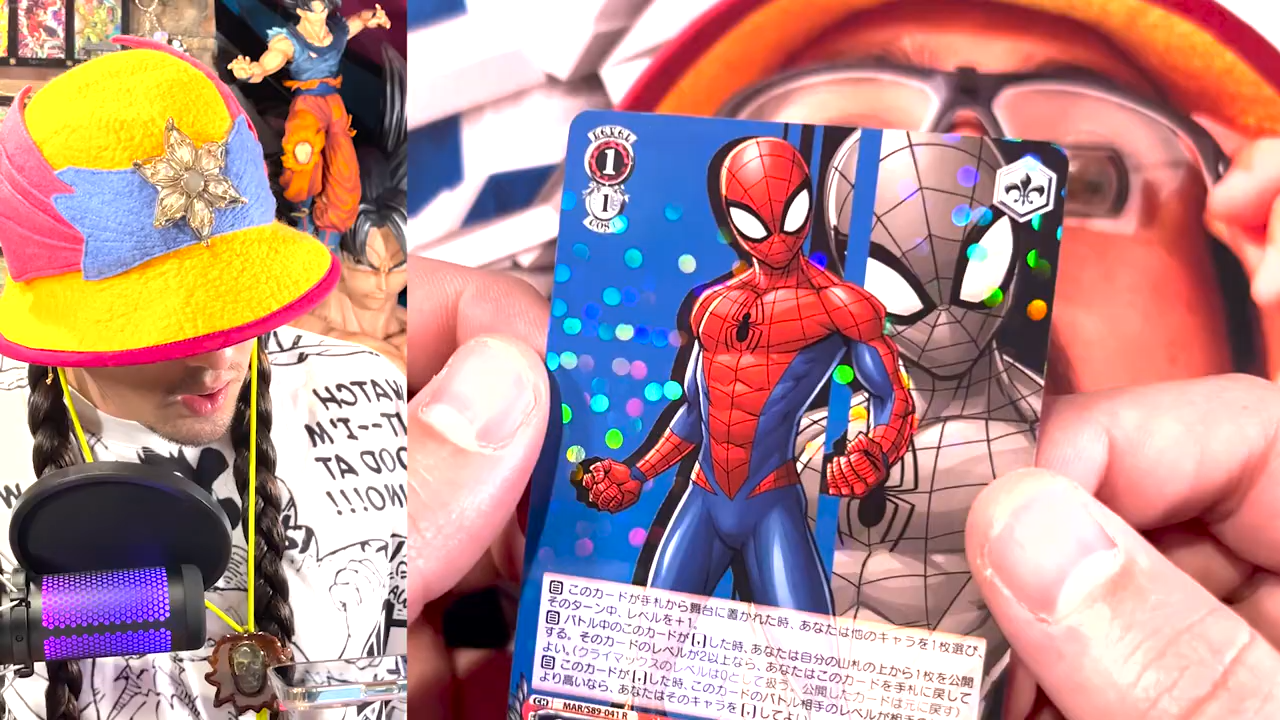 LEVEL
1
1
COST
WATCH
IT--I'M
GOOD AT
このカードが手札から舞台に置かれた時、あなたは他のキャラを1枚選び、
そのターン中、レベルを+1。
バトル中のこのカードが[,]した時、あなたは自分の山札の上から1枚を公開
する。そのカードのレベルが2以上なら、あなたはこのカードを手札に戻して
よい。(クライマックスのレベルは0として扱う。公開したカードは元に戻す)
このカードが[,]した時、このカードのバトル相手のレベルが相手の
より高いなら、あなたはそのキャラを[,]してよい
CH MAR/S89-041 R